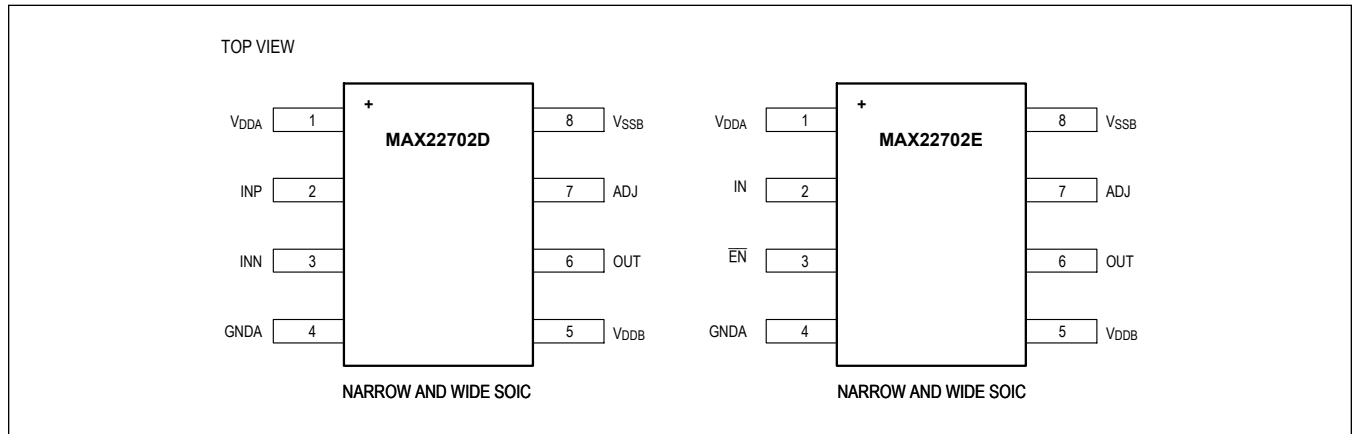 TOP VIEW
+
MAX22702D
VDDA 1
8 VSSB
INP 2
7 ADJ
INN 3
6 OUT
GNDA 4
5 VDDB
NARROW AND WIDE SOIC
+
MAX22702E
VDDA 1
8 VSSB
IN 2
7 ADJ
E̅N̅ 3
6 OUT
GNDA 4
5 VDDB
NARROW AND WIDE SOIC